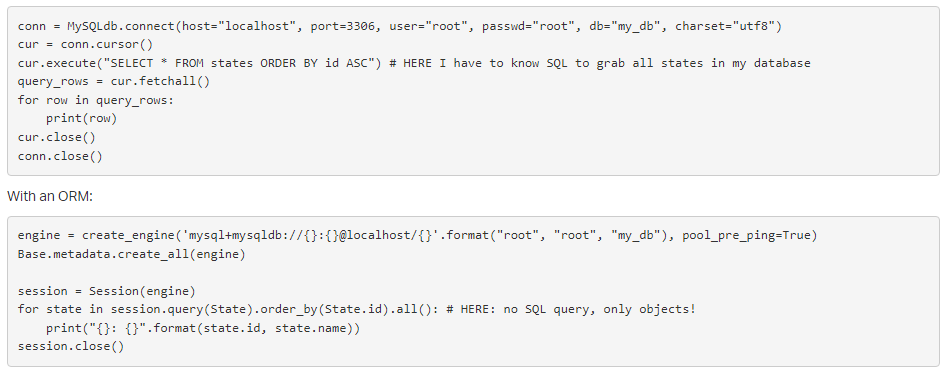 conn = MySQLdb.connect(host="localhost", port=3306, user="root", passwd="root", db="my_db", charset="utf8")
cur = conn.cursor()
cur.execute("SELECT * FROM states ORDER BY id ASC") # HERE I have to know SQL to grab all states in my database
query_rows = cur.fetchall()
for row in query_rows:
    print(row)
cur.close()
conn.close()
With an ORM:
engine = create_engine('mysql+mysqldb://{}:{}@localhost/{}'.format("root", "root", "my_db"), pool_pre_ping=True)
Base.metadata.create_all(engine)
session = Session(engine)
for state in session.query(State).order_by(State.id).all(): # HERE: no SQL query, only objects!
    print("{}: {}".format(state.id, state.name))
session.close()